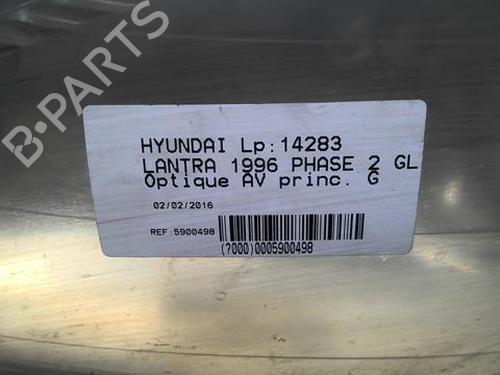 HYUNDAI Lp:14283
LANTRA 1996 PHASE 2 GL
Optique AV princ. G
02/02/2016
REF:5900498
(7000)0005900498
B-PARTS